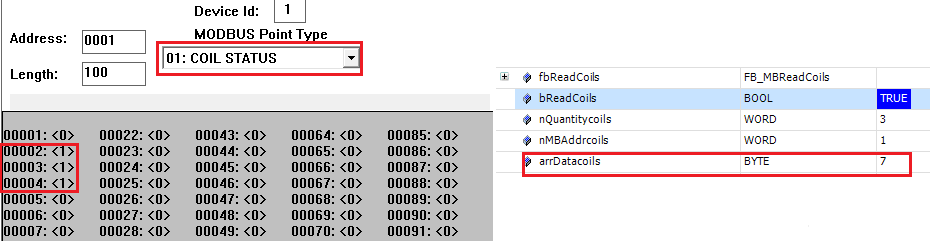 Device Id: 1
Address: 0001
MODBUS Point Type
01: COIL STATUS
Length: 100
00001: <0> 00022: <0> 00043: <0> 00064: <0> 00085: <0>
00002: <1> 00023: <0> 00044: <0> 00065: <0> 00086: <0>
00003: <1> 00024: <0> 00045: <0> 00066: <0> 00087: <0>
00004: <1> 00025: <0> 00046: <0> 00067: <0> 00088: <0>
00005: <0> 00026: <0> 00047: <0> 00068: <0> 00089: <0>
00006: <0> 00027: <0> 00048: <0> 00069: <0> 00090: <0>
00007: <0> 00028: <0> 00049: <0> 00070: <0> 00091: <0>
fbReadCoils FB_MBReadCoils
bReadCoils BOOL TRUE
nQuantitycoils WORD 3
nMBAddrcoils WORD 1
arrDatacoils BYTE 7